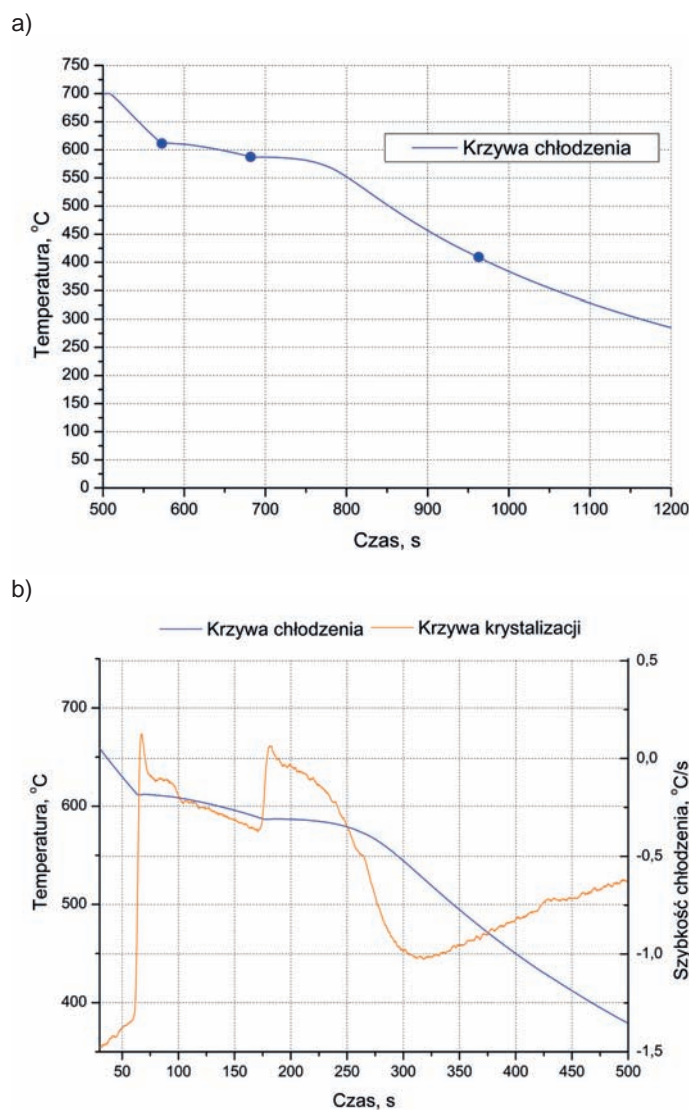 a)
750
700
650
600
550
500
450
400
350
300
250
200
150
100
50
0
Temperatura, °C
Krzywa chłodzenia
500 600 700 800 900 1000 1100 1200
Czas, s
b)
Krzywa chłodzenia Krzywa krystalizacji
700
600
500
400
Temperatura, °C
0,5
0,0
-0,5
-1,0
-1,5
Szybkość chłodzenia, °C/s
50 100 150 200 250 300 350 400 450 500
Czas, s